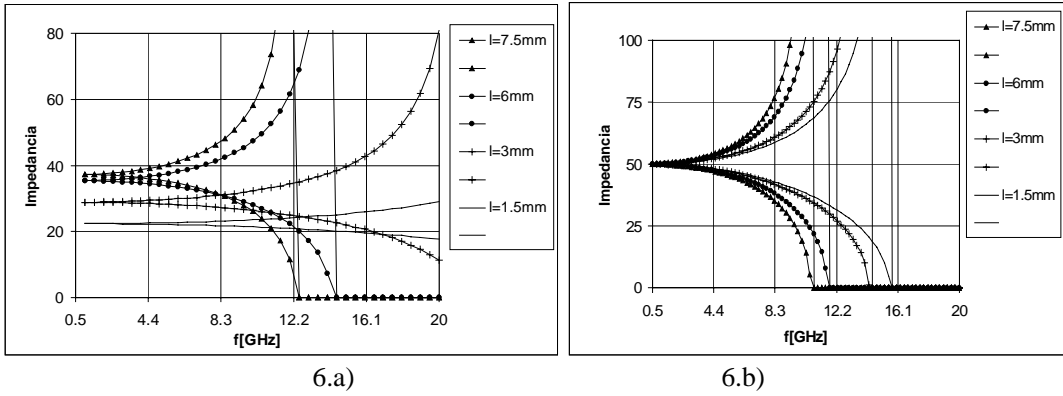 80
60
40
20
0
0.5 4.4 8.3 12.2 16.1 20
f[GHz]
Impedancia
l=7.5mm
l=6mm
l=3mm
l=1.5mm
6.a)
100
75
50
25
0
0.5 4.4 8.3 12.2 16.1 20
f[GHz]
Impedancia
l=7.5mm
l=6mm
l=3mm
l=1.5mm
6.b)